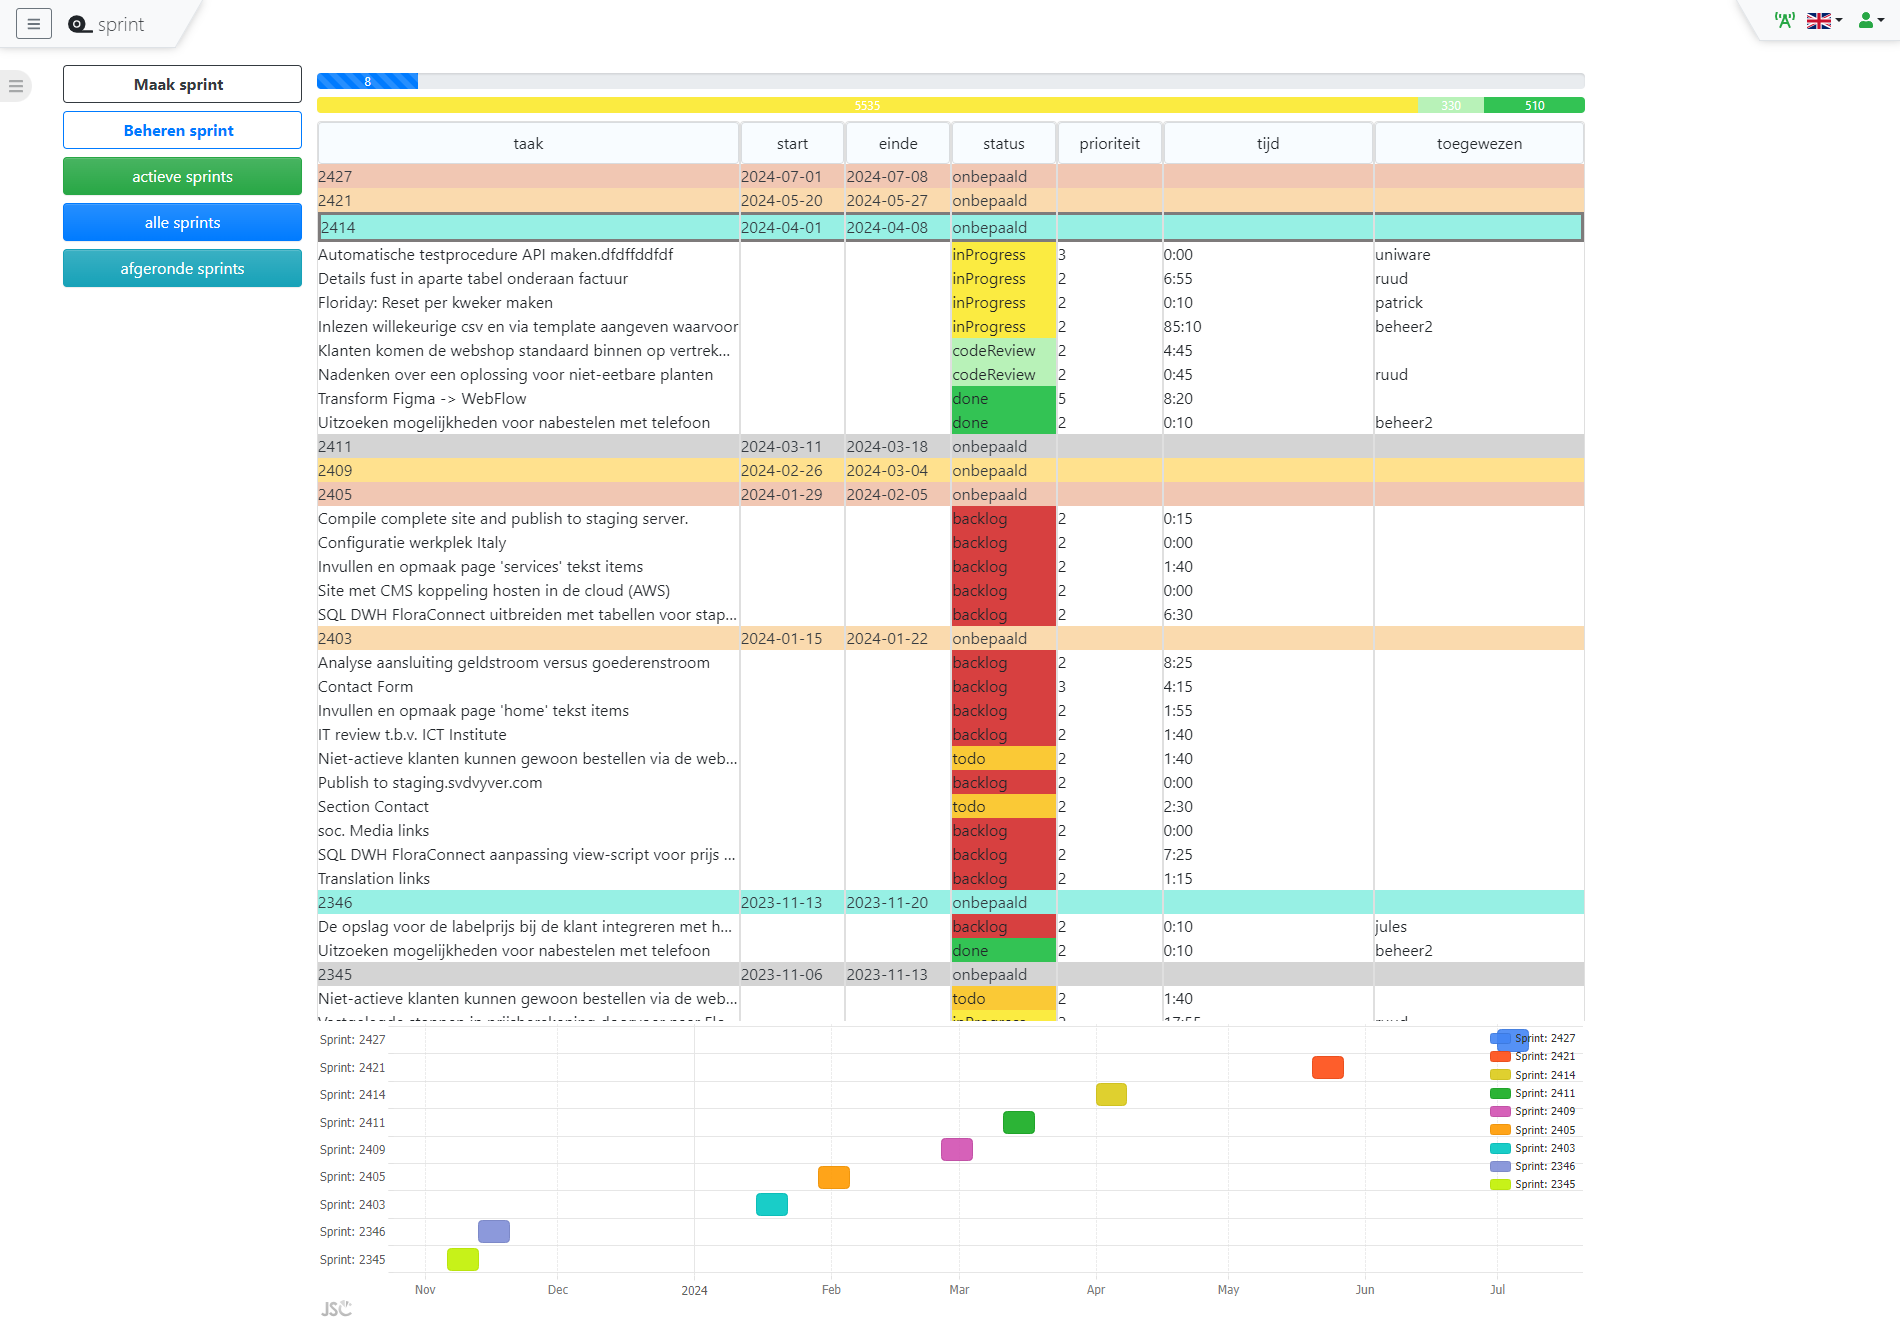 sprint
Maak sprint
Beheren sprint
actieve sprints
alle sprints
afgeronde sprints
8
5535 330 510
taak start einde status prioriteit tijd toegewezen
2427 2024-07-01 2024-07-08 onbepaald
2421 2024-05-20 2024-05-27 onbepaald
2414 2024-04-01 2024-04-08 onbepaald
Automatische testprocedure API maken.dfdffddfdf inProgress 3 0:00 uniware
Details fust in aparte tabel onderaan factuur inProgress 2 6:55 ruud
Floriday: Reset per kweker maken inProgress 2 0:10 patrick
Inlezen willekeurige csv en via template aangeven waarvoor inProgress 2 85:10 beheer2
Klanten komen de webshop standaard binnen op vertrek... codeReview 2 4:45
Nadenken over een oplossing voor niet-eetbare planten codeReview 2 0:45 ruud
Transform Figma -> WebFlow done 5 8:20
Uitzoeken mogelijkheden voor nabestelen met telefoon done 2 0:10 beheer2
2411 2024-03-11 2024-03-18 onbepaald
2409 2024-02-26 2024-03-04 onbepaald
2405 2024-01-29 2024-02-05 onbepaald
Compile complete site and publish to staging server. backlog 2 0:15
Configuratie werkplek Italy backlog 2 0:00
Invullen en opmaak page 'services' tekst items backlog 2 1:40
Site met CMS koppeling hosten in de cloud (AWS) backlog 2 0:00
SQL DWH FloraConnect uitbreiden met tabellen voor stap... backlog 2 6:30
2403 2024-01-15 2024-01-22 onbepaald
Analyse aansluiting geldstroom versus goederenstroom backlog 2 8:25
Contact Form backlog 3 4:15
Invullen en opmaak page 'home' tekst items backlog 2 1:55
IT review t.b.v. ICT Institute backlog 2 1:40
Niet-actieve klanten kunnen gewoon bestellen via de web... todo 2 1:40
Publish to staging.svdvyver.com backlog 2 0:00
Section Contact todo 2 2:30
soc. Media links backlog 2 0:00
SQL DWH FloraConnect aanpassing view-script voor prijs ... backlog 2 7:25
Translation links backlog 2 1:15
2346 2023-11-13 2023-11-20 onbepaald
De opslag voor de labelprijs bij de klant integreren met h... backlog 2 0:10 jules
Uitzoeken mogelijkheden voor nabestelen met telefoon done 2 0:10 beheer2
2345 2023-11-06 2023-11-13 onbepaald
Niet-actieve klanten kunnen gewoon bestellen via de web... todo 2 1:40
Sprint: 2427
Sprint: 2421
Sprint: 2414
Sprint: 2411
Sprint: 2409
Sprint: 2405
Sprint: 2403
Sprint: 2346
Sprint: 2345
Sprint: 2427
Sprint: 2421
Sprint: 2414
Sprint: 2411
Sprint: 2409
Sprint: 2405
Sprint: 2403
Sprint: 2346
Sprint: 2345
Nov Dec 2024 Feb Mar Apr May Jun Jul
JSC